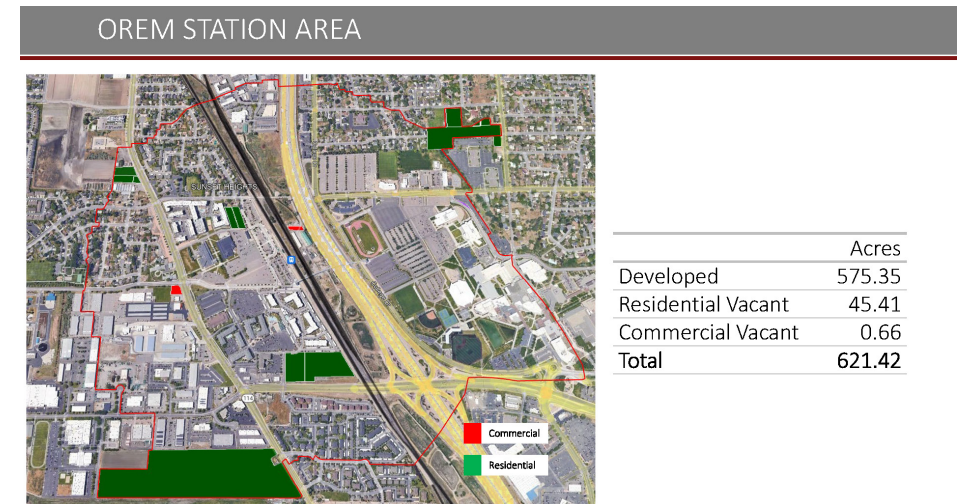 OREM STATION AREA
SUNSET HEIGHTS
114
Commercial
Residential
Acres
Developed 575.35
Residential Vacant 45.41
Commercial Vacant 0.66
Total 621.42